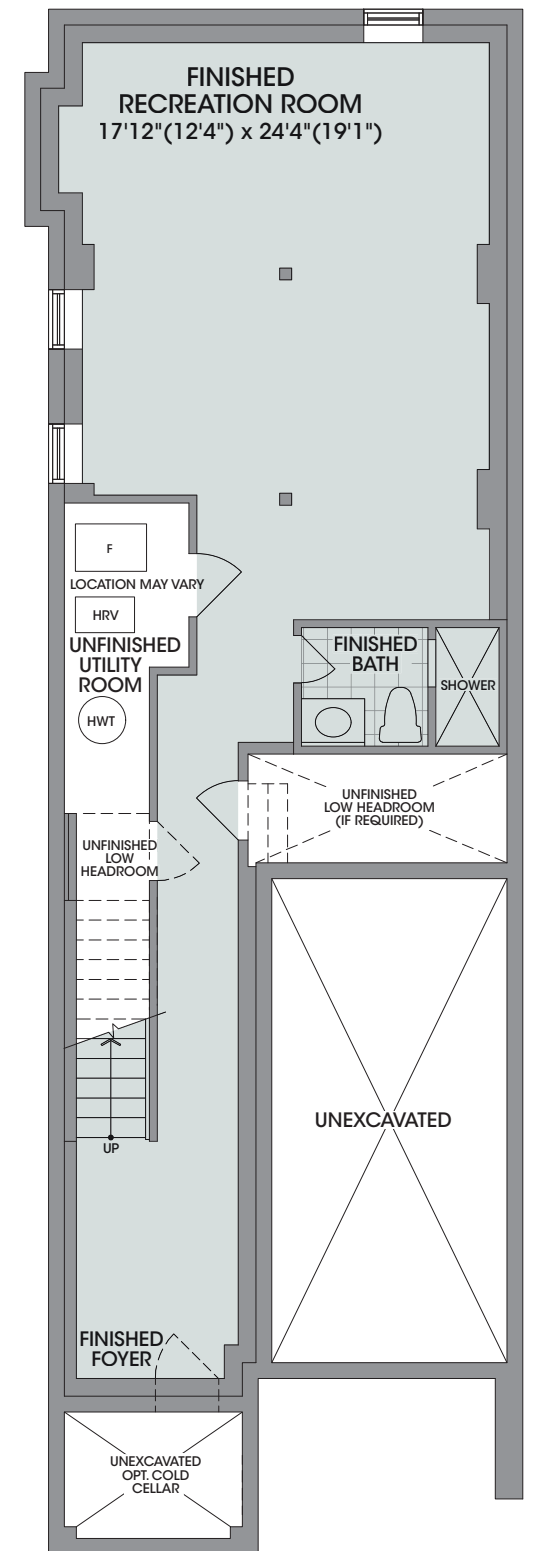 FINISHED
RECREATION ROOM
17'12"(12'4") x 24'4"(19'1")
F
LOCATION MAY VARY
HRV
UNFINISHED
UTILITY
ROOM
HWT
FINISHED
BATH
SHOWER
UNFINISHED
LOW HEADROOM
(IF REQUIRED)
UNFINISHED
LOW
HEADROOM
UNEXCAVATED
UP
FINISHED
FOYER
UNEXCAVATED
OPT. COLD
CELLAR